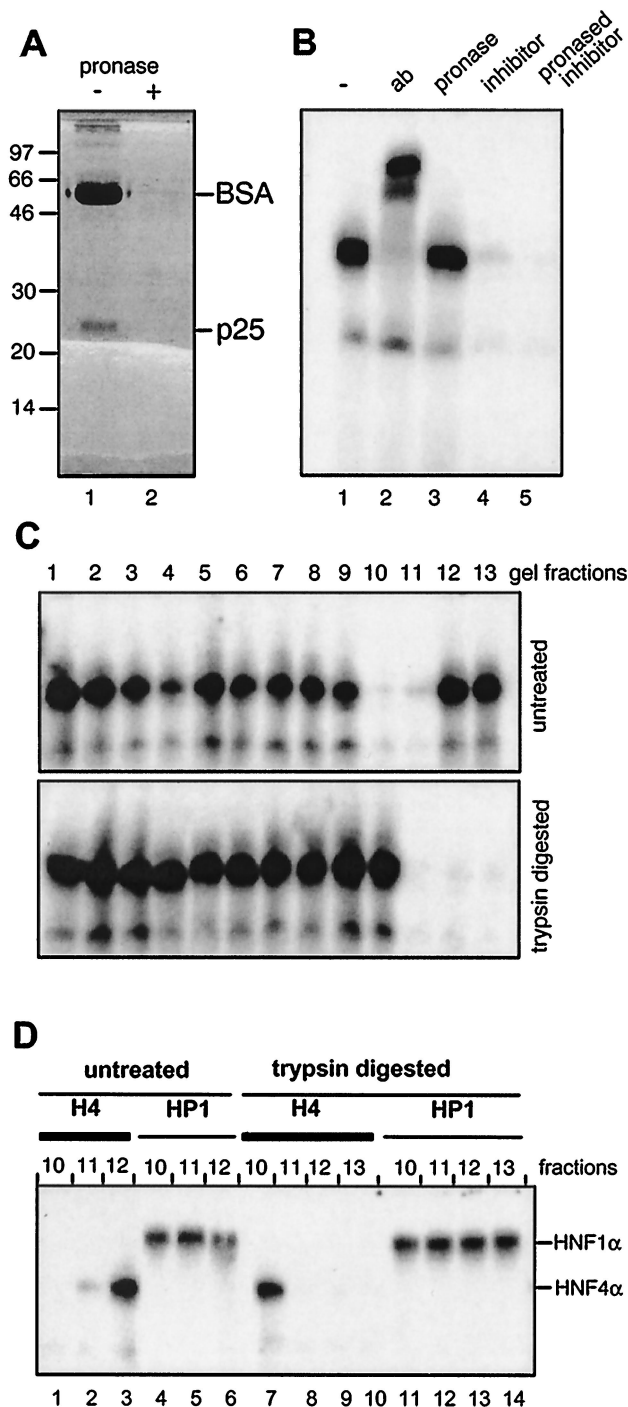 A
pronase
- +
97
66
BSA
46
30
p25
20
14
1 2
B
- ab pronase inhibitor pronased inhibitor
1 2 3 4 5
C
1 2 3 4 5 6 7 8 9 10 11 12 13 gel fractions
untreated
trypsin digested
D
untreated trypsin digested
H4 HP1 H4 HP1
10 11 12 10 11 12 10 11 12 13 10 11 12 13 fractions
HNF1α
HNF4α
1 2 3 4 5 6 7 8 9 10 11 12 13 14